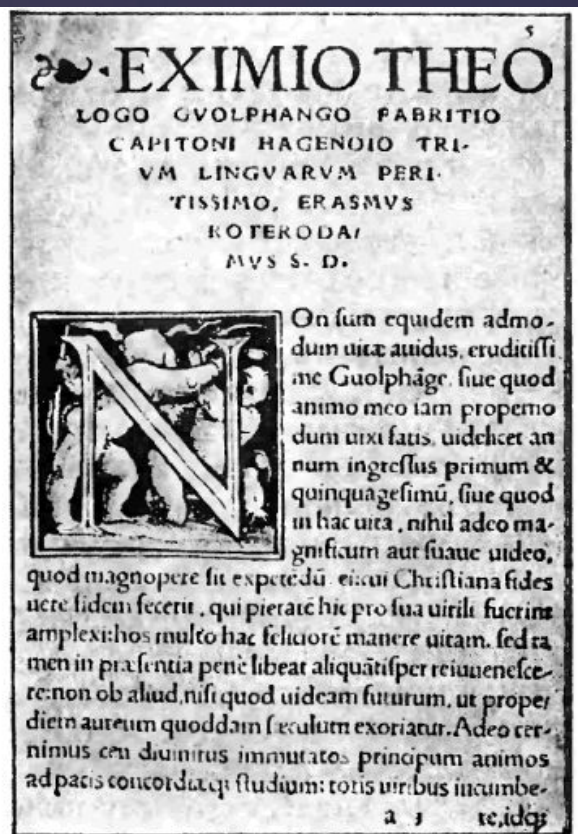 5
EXIMIO THEO
LOGO GVOLPHANGO FABRITIO
CAPITONI HAGENOIO TRI-
VM LINGVARVM PERI-
TISSIMO, ERASMVS
ROTERODA/
MVS S. D.
NOn ſum equidem admo-
dum uitæ auidus, eruditiſſi
me Guolphãge, ſiue quod
animo meo iam propemo
dum uixi ſatis, uidelicet an
num ingreſſus primum &
quinquageſimũ, ſiue quod
in hac uita, nihil adeo ma-
gnificum aut ſuaue uideo,
quod magnopere ſit expetẽdũ ei: cui Chriſtiana fides
uere fidem fecerit, qui pietatẽ hic pro ſua uirili fuerint
amplexi: hos multo hac feliciorẽ manere uitam. ſed ta
men in præſentia penè libeat aliquãtiſper reiuueneſce-
re: non ob aliud, niſi quod uideam futurum, ut prope
diem aureum quoddam ſæculum exoriatur. Adeo cer-
nimus ceu diuinitus immutatos principum animos
ad pacis concordiæq; ſtudium: totis uiribus incumbe-
a 3 re, idq;